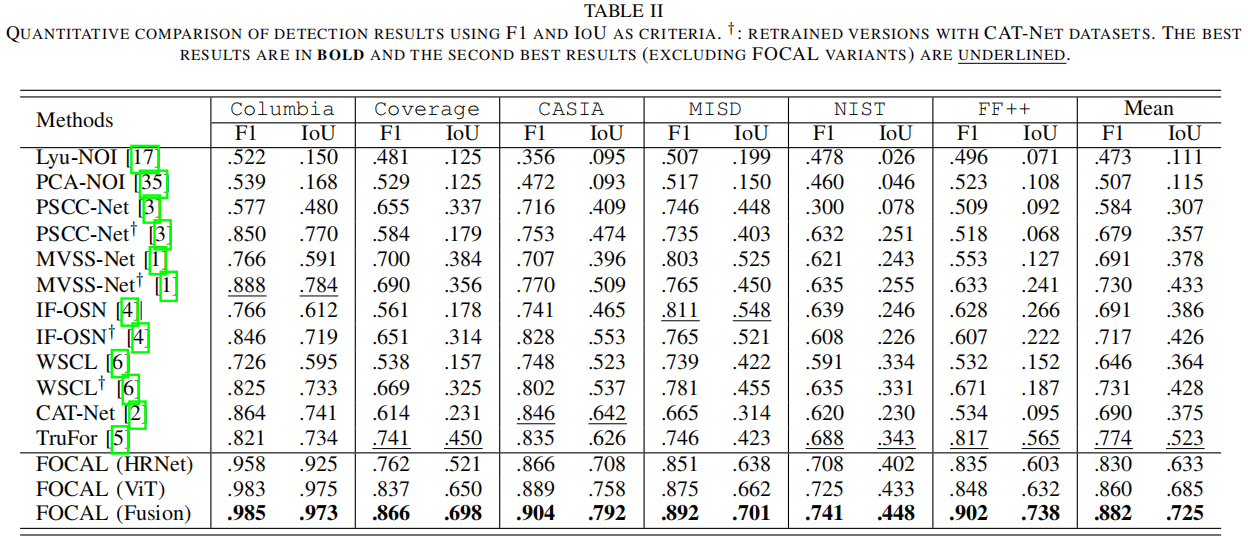 TABLE II
QUANTITATIVE COMPARISON OF DETECTION RESULTS USING F1 AND IOU AS CRITERIA. †: RETRAINED VERSIONS WITH CAT-NET DATASETS. THE BEST
RESULTS ARE IN BOLD AND THE SECOND BEST RESULTS (EXCLUDING FOCAL VARIANTS) ARE UNDERLINED.
Methods Columbia Coverage CASIA MISD NIST FF++ Mean
F1 IoU F1 IoU F1 IoU F1 IoU F1 IoU F1 IoU F1 IoU
Lyu-NOI [17] .522 .150 .481 .125 .356 .095 .507 .199 .478 .026 .496 .071 .473 .111
PCA-NOI [35] .539 .168 .529 .125 .472 .093 .517 .150 .460 .046 .523 .108 .507 .115
PSCC-Net [3] .577 .480 .655 .337 .716 .409 .746 .448 .300 .078 .509 .092 .584 .307
PSCC-Net† [3] .850 .770 .584 .179 .753 .474 .735 .403 .632 .251 .518 .068 .679 .357
MVSS-Net [1] .766 .591 .700 .384 .707 .396 .803 .525 .621 .243 .553 .127 .691 .378
MVSS-Net† [1] .888 .784 .690 .356 .770 .509 .765 .450 .635 .255 .633 .241 .730 .433
IF-OSN [4] .766 .612 .561 .178 .741 .465 .811 .548 .639 .246 .628 .266 .691 .386
IF-OSN† [4] .846 .719 .651 .314 .828 .553 .765 .521 .608 .226 .607 .222 .717 .426
WSCL [6] .726 .595 .538 .157 .748 .523 .739 .422 .591 .334 .532 .152 .646 .364
WSCL† [6] .825 .733 .669 .325 .802 .537 .781 .455 .635 .331 .671 .187 .731 .428
CAT-Net [2] .864 .741 .614 .231 .846 .642 .665 .314 .620 .230 .534 .095 .690 .375
TruFor [5] .821 .734 .741 .450 .835 .626 .746 .423 .688 .343 .817 .565 .774 .523
FOCAL (HRNet) .958 .925 .762 .521 .866 .708 .851 .638 .708 .402 .835 .603 .830 .633
FOCAL (ViT) .983 .975 .837 .650 .889 .758 .875 .662 .725 .433 .848 .632 .860 .685
FOCAL (Fusion) .985 .973 .866 .698 .904 .792 .892 .701 .741 .448 .902 .738 .882 .725